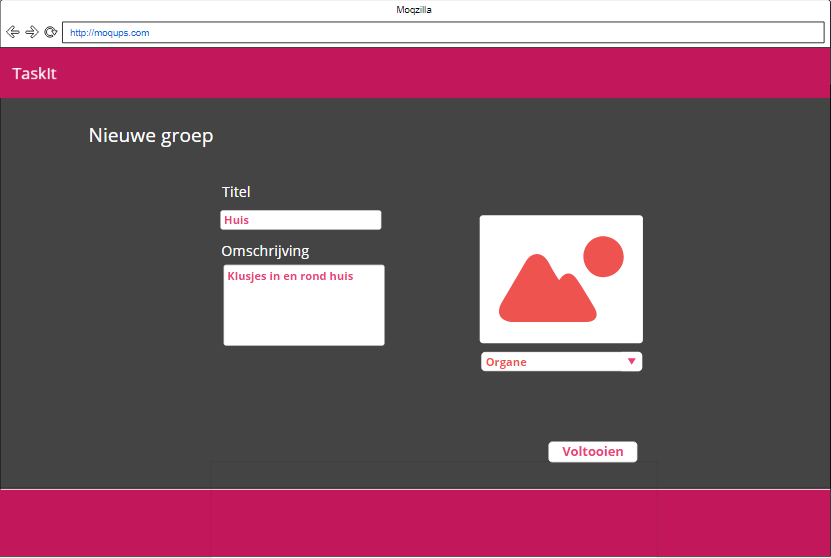 Moqzilla
http://moqups.com
TaskIt
Nieuwe groep
Titel
Huis
Omschrijving
Klusjes in en rond huis
Organe
Voltooien